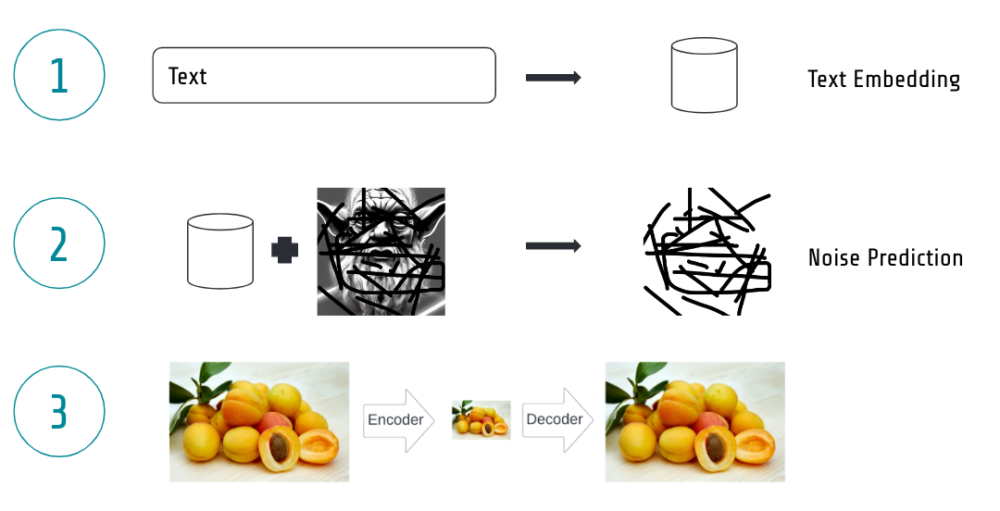 1
Text
Text Embedding
2
Noise Prediction
3
Encoder
Decoder